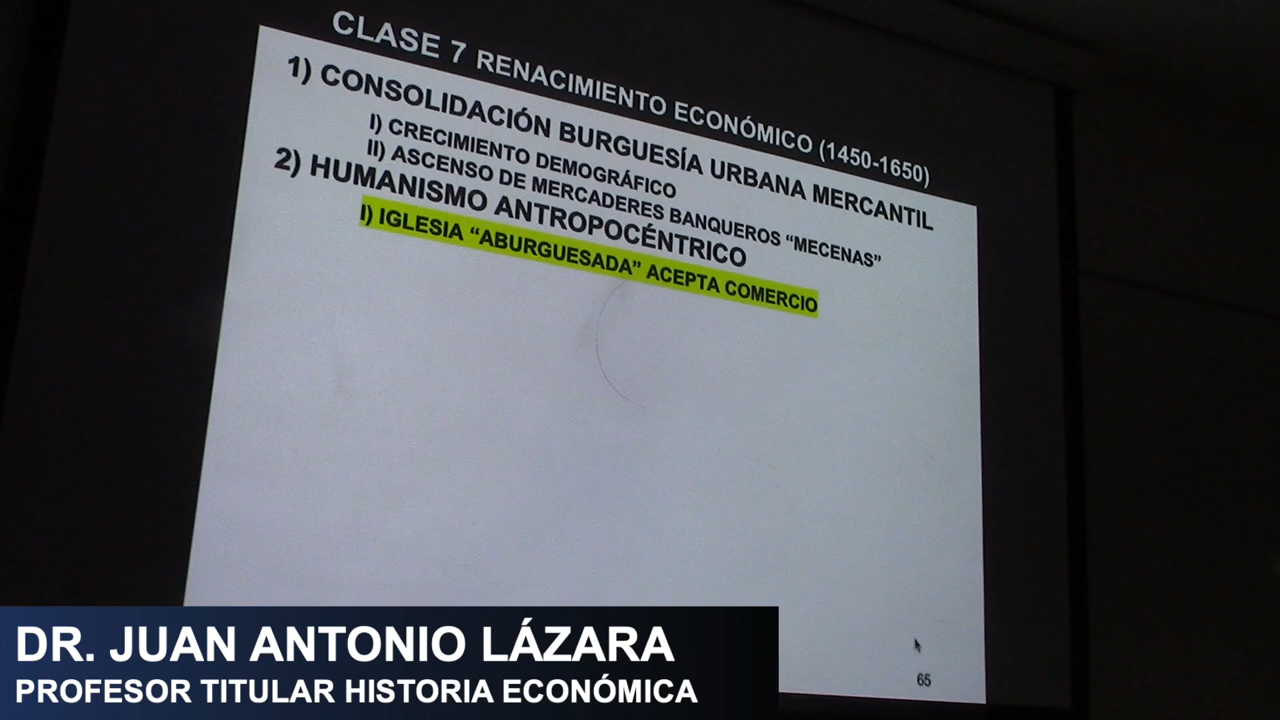 CLASE 7 RENACIMIENTO ECONÓMICO (1450-1650)
1) CONSOLIDACIÓN BURGUESÍA URBANA MERCANTIL
I) CRECIMIENTO DEMOGRÁFICO
II) ASCENSO DE MERCADERES BANQUEROS “MECENAS”
2) HUMANISMO ANTROPOCÉNTRICO
I) IGLESIA “ABURGUESADA” ACEPTA COMERCIO
65
DR. JUAN ANTONIO LÁZARA
PROFESOR TITULAR HISTORIA ECONÓMICA